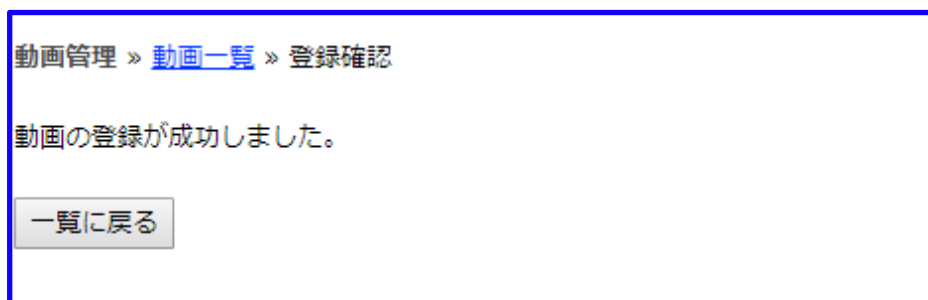 動画管理 » 動画一覧 » 登録確認
動画の登録が成功しました。
一覧に戻る